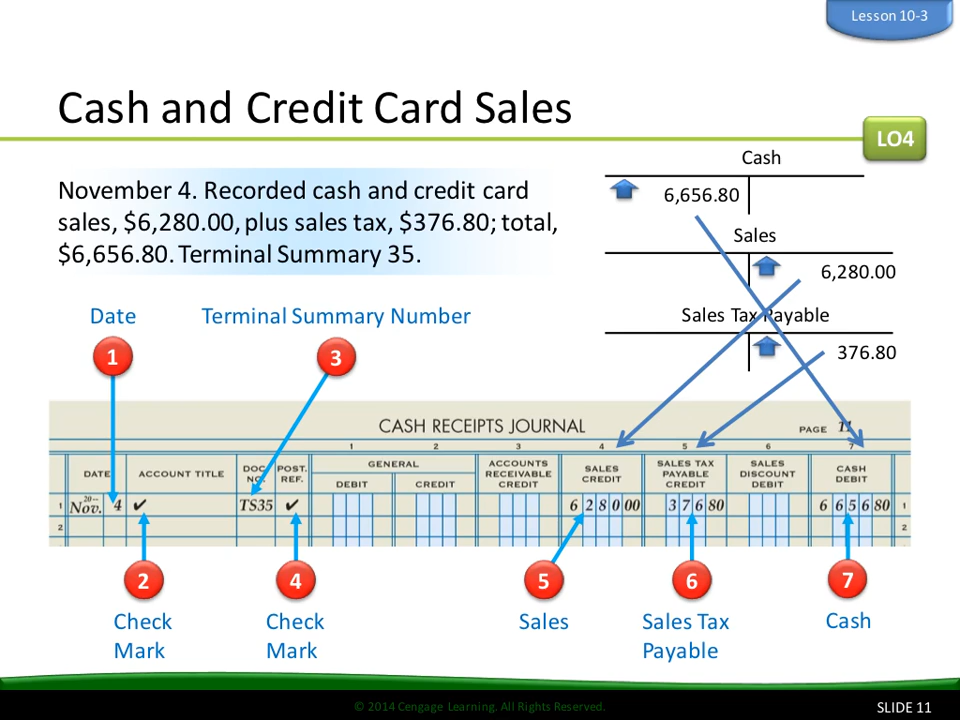 Lesson 10-3
Cash and Credit Card Sales
LO4
November 4. Recorded cash and credit card
sales, $6,280.00, plus sales tax, $376.80; total,
$6,656.80. Terminal Summary 35.
Cash
6,656.80
Sales
6,280.00
Sales Tax Payable
376.80
Date
Terminal Summary Number
1
3
CASH RECEIPTS JOURNAL
PAGE 11
1 2 3 4 5 6 7
DATE
ACCOUNT TITLE
DOC. NO.
POST. REF.
GENERAL
DEBIT
CREDIT
ACCOUNTS RECEIVABLE CREDIT
SALES CREDIT
SALES TAX PAYABLE CREDIT
SALES DISCOUNT DEBIT
CASH DEBIT
1 20-- Nov. 4 ✔ TS35 ✔ 6 2 8 0 00 3 7 6 80 6 6 5 6 80 1
2 2
2
4
5
6
7
Check
Mark
Check
Mark
Sales
Sales Tax
Payable
Cash
© 2014 Cengage Learning. All Rights Reserved.
SLIDE 11